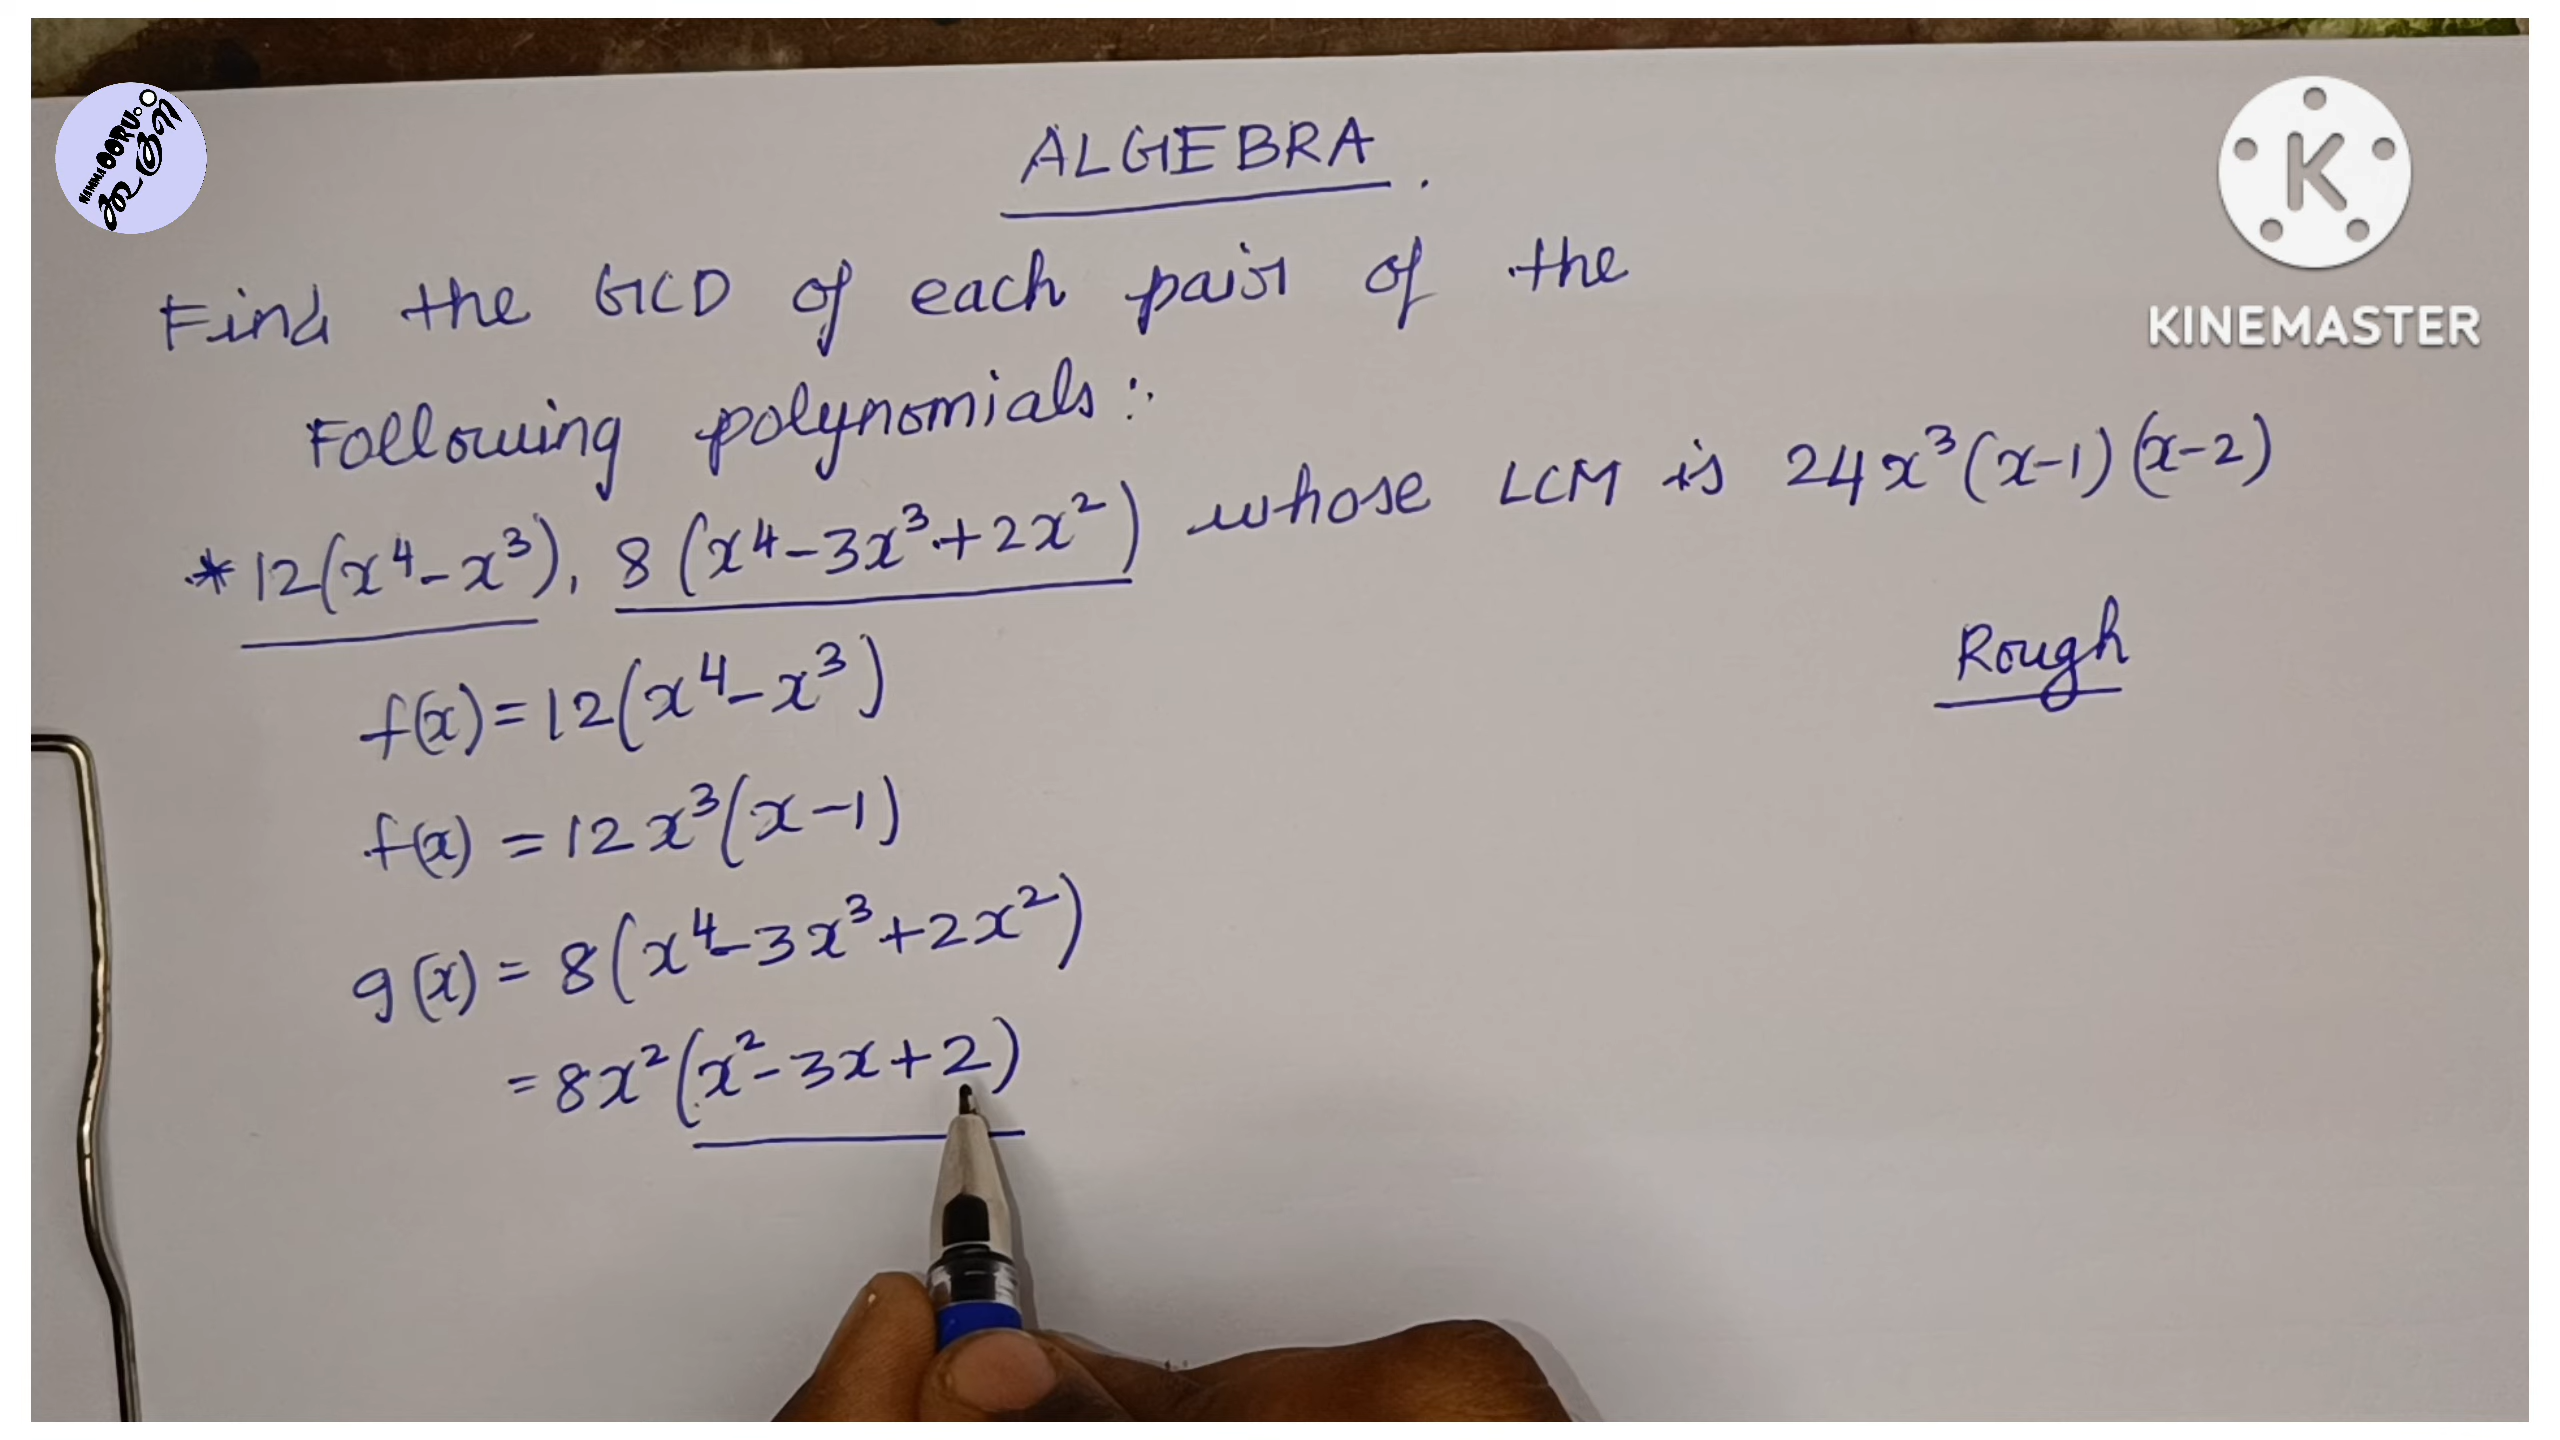 NAMMA OORU
KINEMASTER
ALGEBRA.
Find the GCD of each pair of the
Following polynomials:
* 12(x⁴-x³), 8(x⁴-3x³+2x²) whose LCM is 24x³(x-1)(x-2)
Rough
f(x)=12(x⁴-x³)
f(x) = 12x³(x-1)
g(x) = 8(x⁴-3x³+2x²)
= 8x²(x²-3x+2)